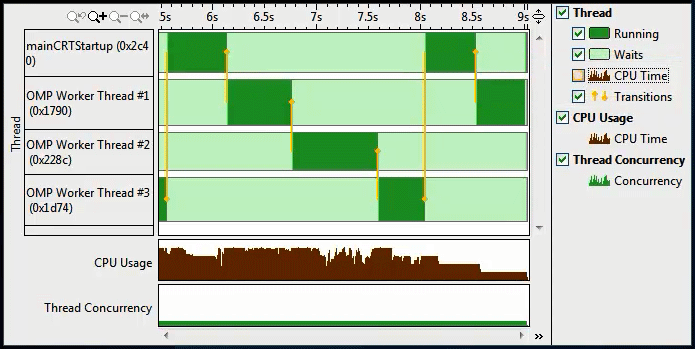 5s 6s 6.5s 7s 7.5s 8s 8.5s 9s
Thread
mainCRTStartup (0x2c4
0)
OMP Worker Thread #1
(0x1790)
OMP Worker Thread #2
(0x228c)
OMP Worker Thread #3
(0x1d74)
CPU Usage
Thread Concurrency
Thread
Running
Waits
CPU Time
Transitions
CPU Usage
CPU Time
Thread Concurrency
Concurrency